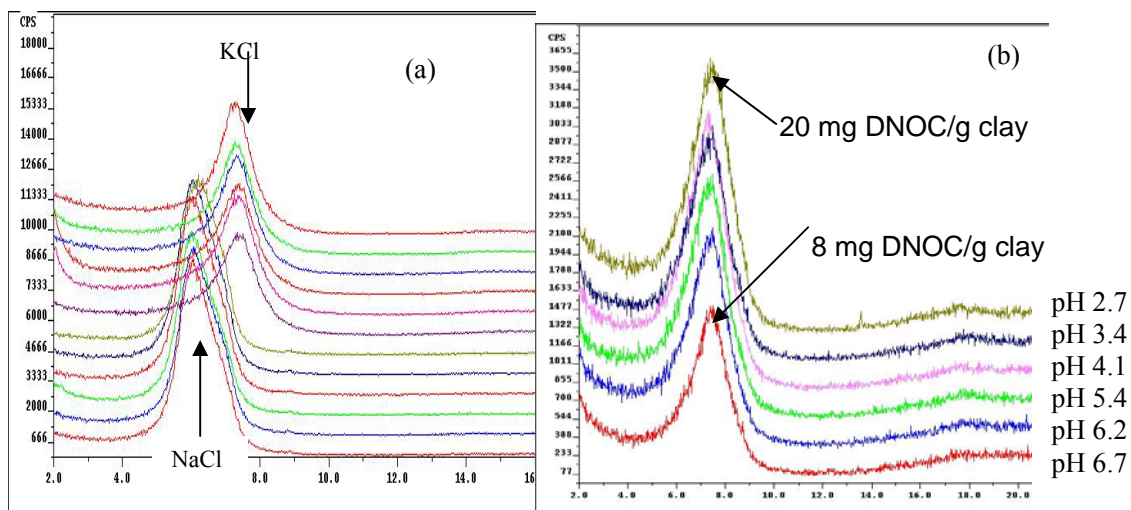 CPS
18000
16666
15333
14000
12666
11333
10000
8666
7333
6000
4666
3333
2000
666
2.0 4.0 8.0 10.0 12.0 14.0 16
KCl
(a)
NaCl
CPS
3655
3500
3344
3188
3033
2877
2722
2566
2411
2255
2100
1944
1788
1633
1477
1322
1166
1011
855
700
544
388
233
77
2.0 4.0 6.0 8.0 10.0 12.0 14.0 16.0 18.0 20.0
(b)
20 mg DNOC/g clay
8 mg DNOC/g clay
pH 2.7
pH 3.4
pH 4.1
pH 5.4
pH 6.2
pH 6.7